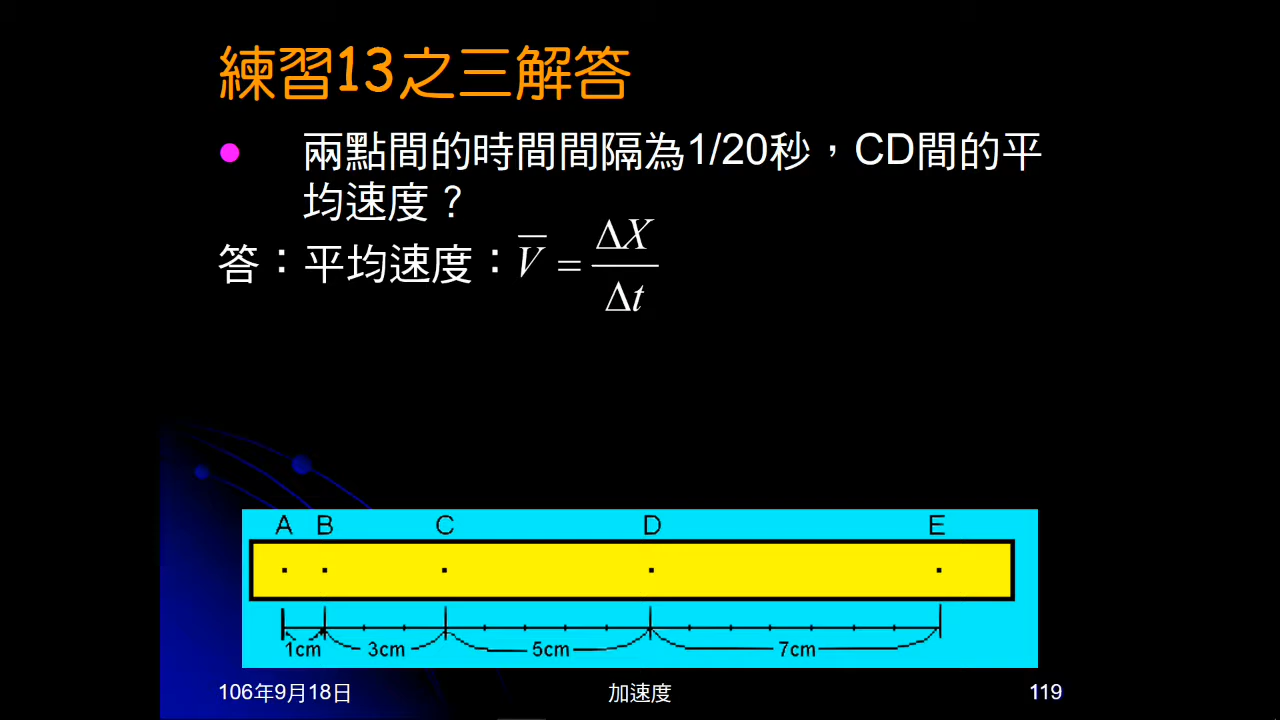 練習13之三解答
兩點間的時間間隔為1/20秒，CD間的平
均速度？
答：平均速度：V̅ = ΔX/Δt
A B C D E
1cm 3cm 5cm 7cm
106年9月18日 加速度 119